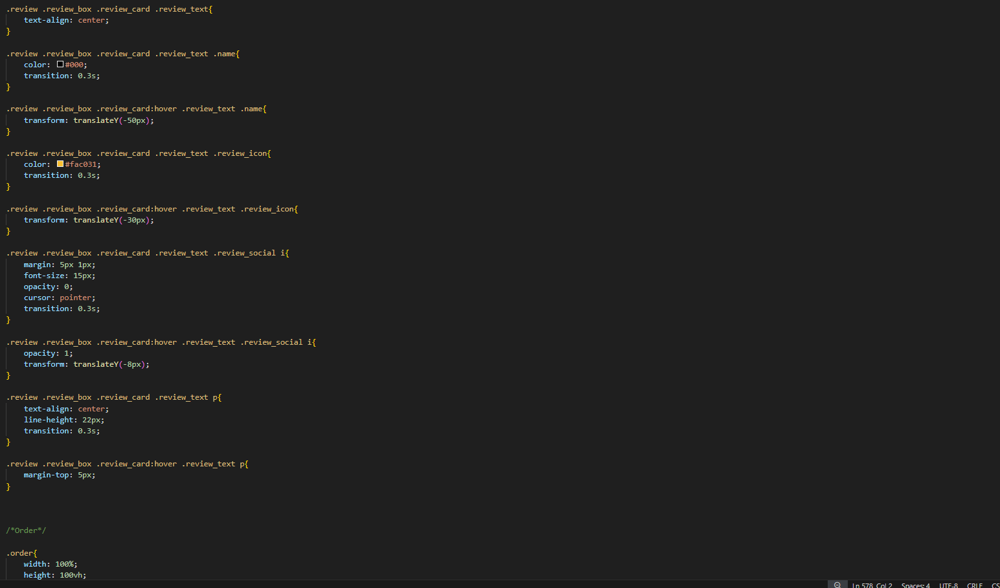 .review .review_box .review_card .review_text{
    text-align: center;
}

.review .review_box .review_card .review_text .name{
    color: #000;
    transition: 0.3s;
}

.review .review_box .review_card:hover .review_text .name{
    transform: translateY(-50px);
}

.review .review_box .review_card .review_text .review_icon{
    color: #fac031;
    transition: 0.3s;
}

.review .review_box .review_card:hover .review_text .review_icon{
    transform: translateY(-30px);
}

.review .review_box .review_card .review_text .review_social i{
    margin: 5px 1px;
    font-size: 15px;
    opacity: 0;
    cursor: pointer;
    transition: 0.3s;
}

.review .review_box .review_card:hover .review_text .review_social i{
    opacity: 1;
    transform: translateY(-8px);
}

.review .review_box .review_card .review_text p{
    text-align: center;
    line-height: 22px;
    transition: 0.3s;
}

.review .review_box .review_card:hover .review_text p{
    margin-top: 5px;
}

/*Order*/

.order{
    width: 100%;
    height: 100vh;
Ln 578, Col 2 Spaces: 4 UTF-8 CRLF CS